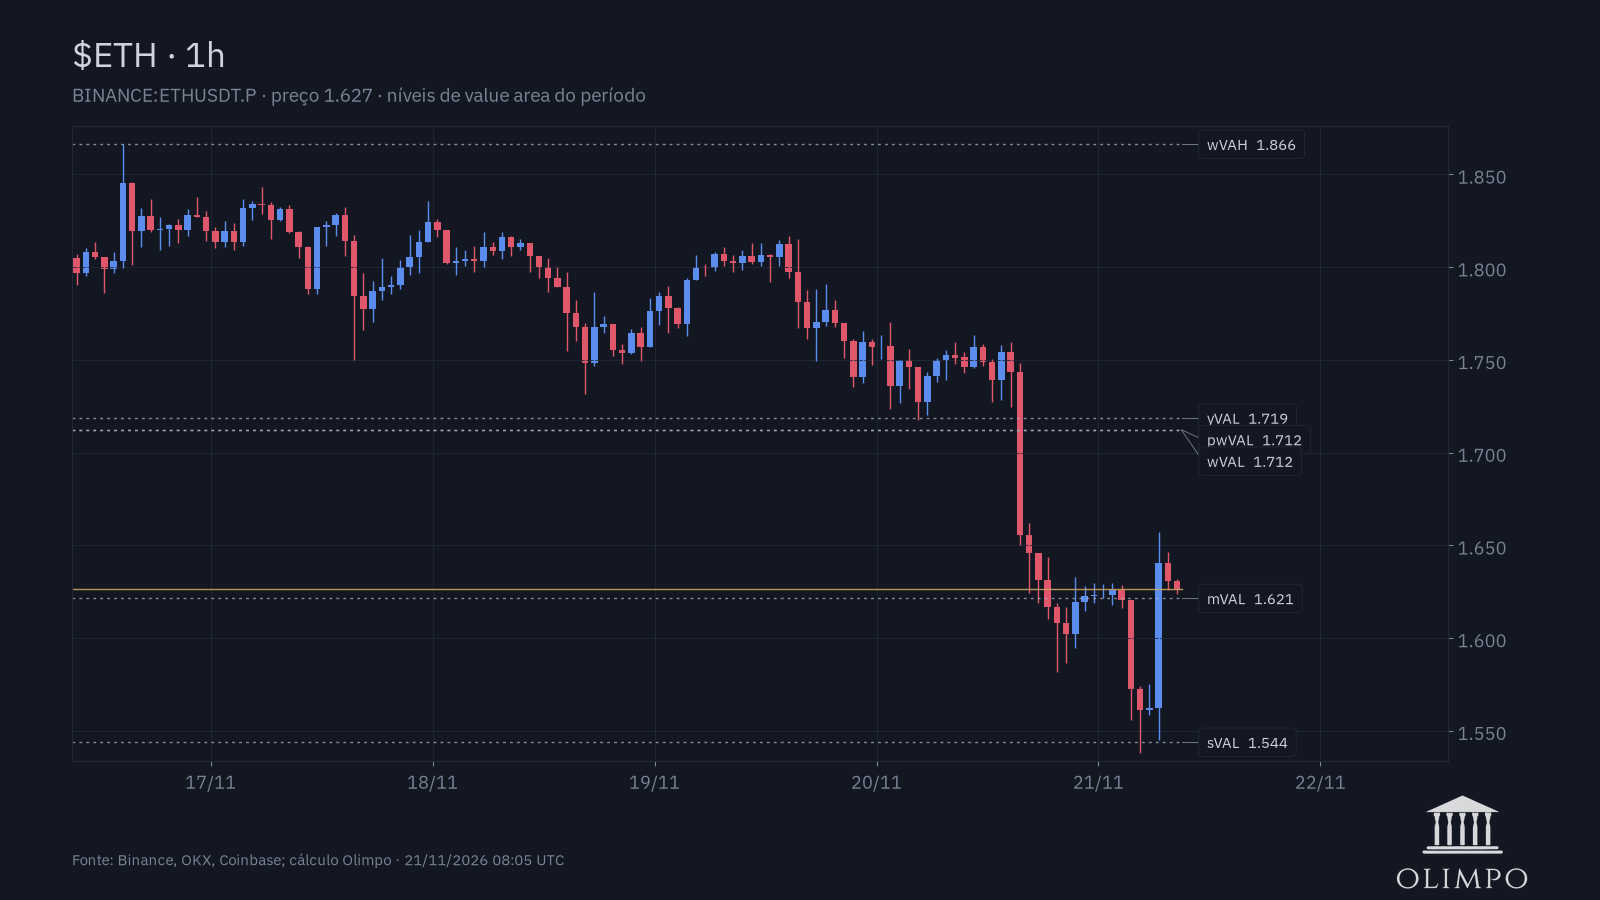 $ETH · 1h
BINANCE:ETHUSDT.P · preço 1.627 · níveis de value area do período
wVAH 1.866
1.850
1.800
1.750
yVAL 1.719
pwVAL 1.712
wVAL 1.712
1.700
1.650
mVAL 1.621
1.600
sVAL 1.544
1.550
17/11 18/11 19/11 20/11 21/11 22/11
Fonte: Binance, OKX, Coinbase; cálculo Olimpo · 21/11/2026 08:05 UTC
OLIMPO